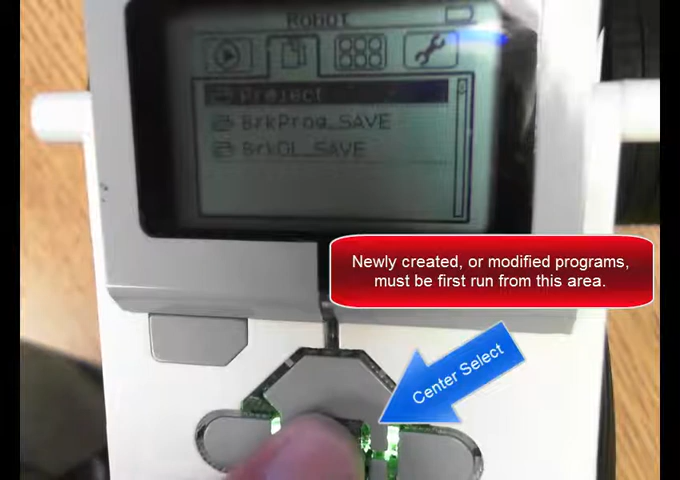 ROBOT
Project
BrkProg_SAVE
BrkDL_SAVE
Newly created, or modified programs,
must be first run from this area.
Center Select